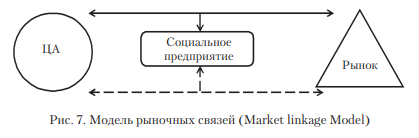 ЦА
Социальное
предприятие
Рынок
Рис. 7. Модель рыночных связей (Market linkage Model)